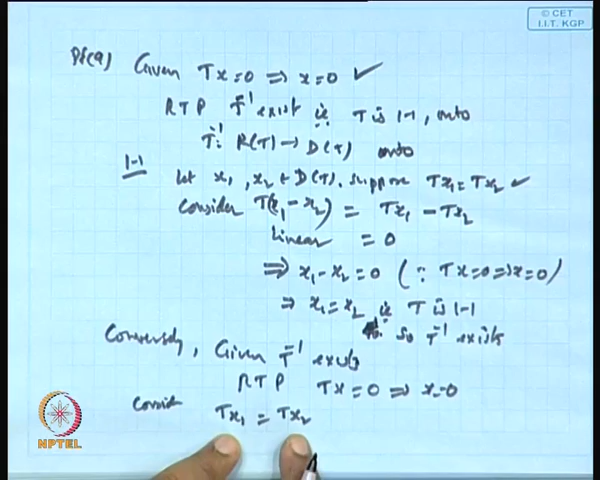 © CET
I.I.T. KGP
Pf(a) Given Tx=0 ⇒ x=0 ✓
RTP T⁻¹ exist ie T is 1-1, onto
T⁻¹: R(T) → D(T) onto
1-1 Let x₁, x₂ ∈ D(T). Suppose Tx₁=Tx₂ ✓
Consider T(x₁-x₂) = Tx₁ - Tx₂
linear = 0
⇒ x₁-x₂=0 (∵ Tx=0⇒x=0)
⇒ x₁=x₂ ie T is 1-1
So T⁻¹ exists
Conversely, Given T⁻¹ exists
RTP Tx=0 ⇒ x=0
Consider Tx₁ = Tx₂
NPTEL